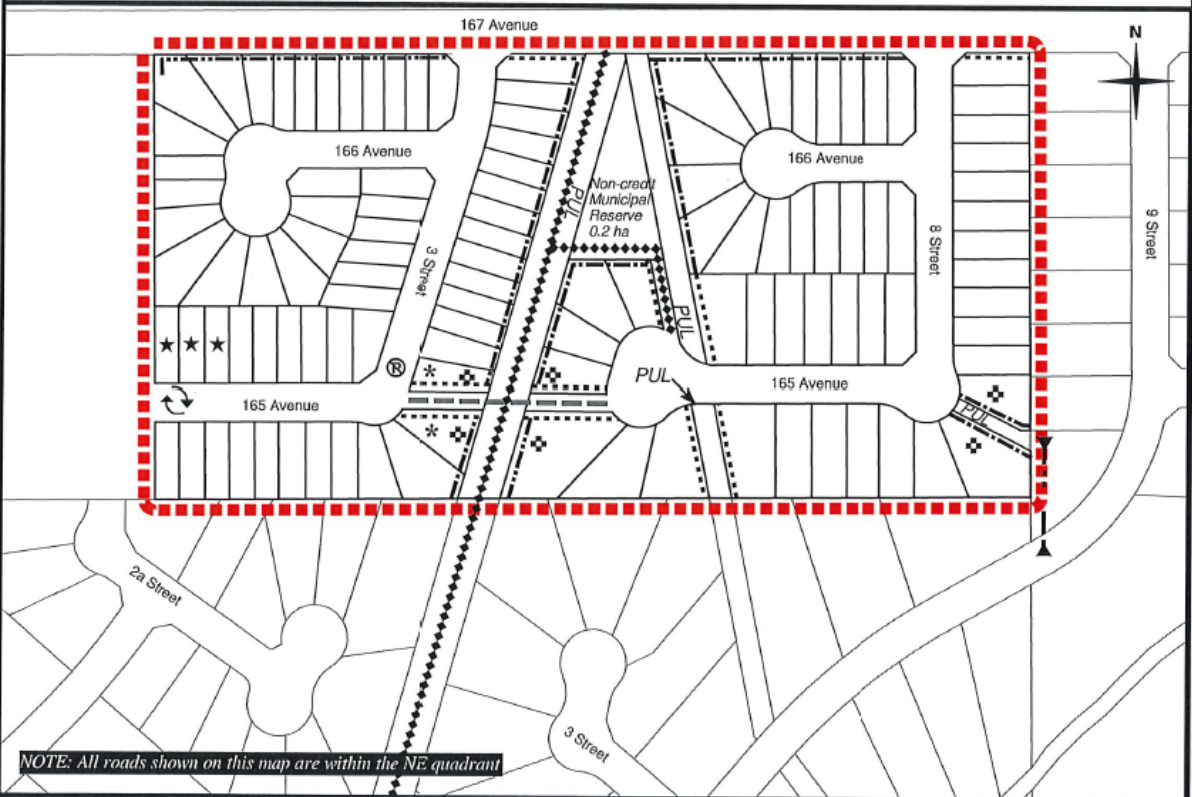 167 Avenue
N
166 Avenue
166 Avenue
PUL
Non-credit
Municipal
Reserve
0.2 ha
3 Street
8 Street
9 Street
PUL
®
*
PUL
165 Avenue
165 Avenue
PUL
*
2a Street
3 Street
NOTE: All roads shown on this map are within the NE quadrant